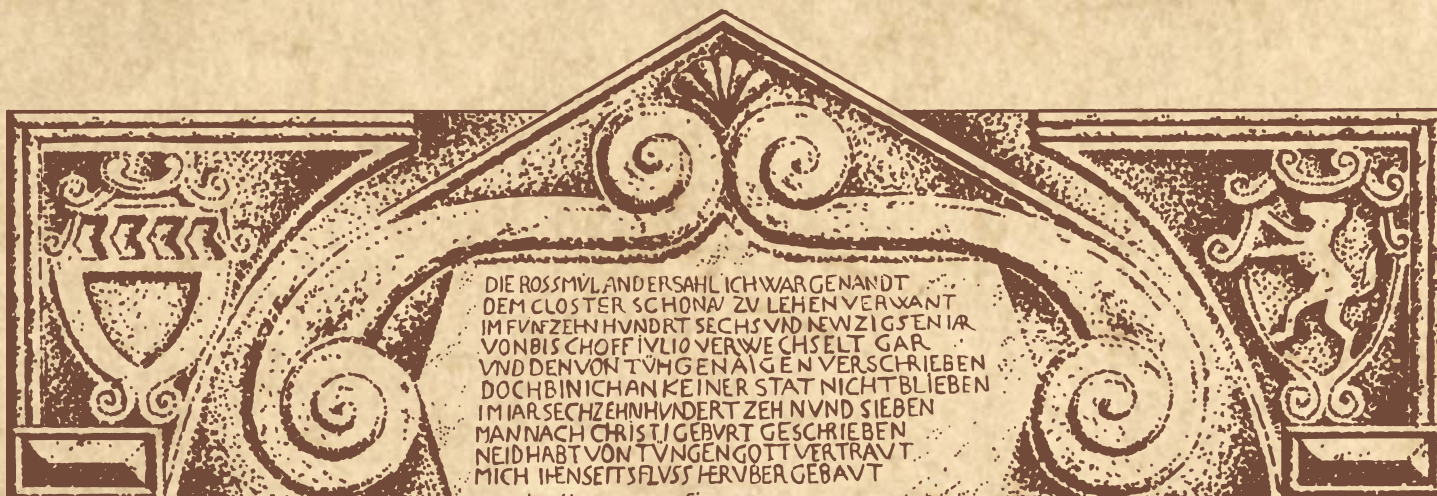 DIE ROSSMVL ANDERSAHL ICH WAR GENANDT
DEM CLOSTER SCHONAV ZU LEHEN VERWANT
IM FVNFZEHN HVNDRT SECHS VND NEWZIGSEN IAR
VON BISCHOFF IVLIO VERWECHSELT GAR
VND DEN VON TÜHGEN AIGEN VERSCHRIEBEN
DOCH BIN ICH AN KEINER STAT NICHT BLIEBEN
IM IAR SECHZEHNHVNDERT ZEHN VND SIEBEN
MAN NACH CHRISTI GEBVRT GESCHRIEBEN
NEIDHABT VON TVNGEN GOTT VERTRAVT
MICH IHENSEITS FLVSS HERVBER GEBAVT